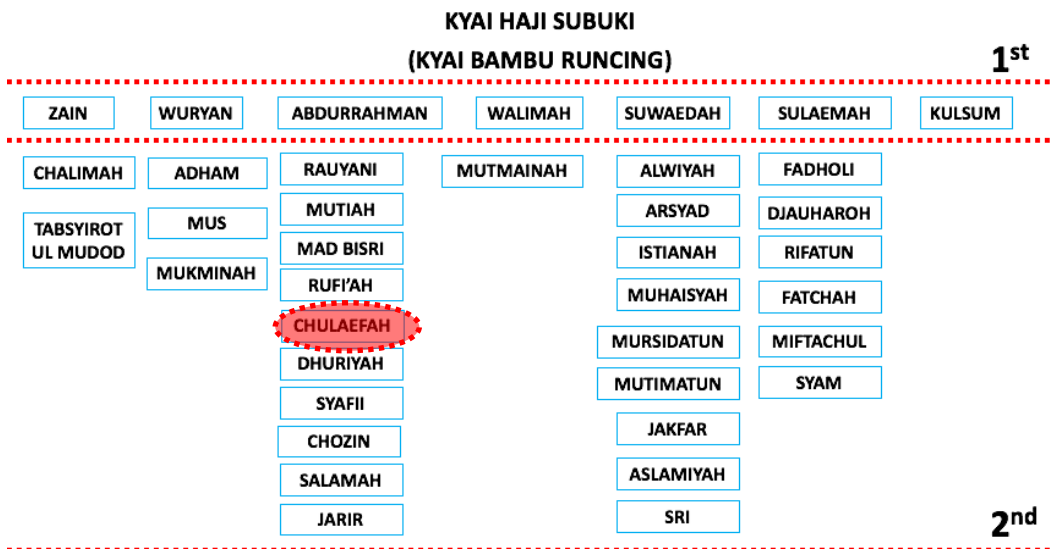 KYAI HAJI SUBUKI
(KYAI BAMBU RUNCING)
1st
ZAIN
WURYAN
ABDURRAHMAN
WALIMAH
SUWAEDAH
SULAEMAH
KULSUM
CHALIMAH
TABSYIROT
UL MUDOD
ADHAM
MUS
MUKMINAH
RAUYANI
MUTIAH
MAD BISRI
RUFI’AH
CHULAEFAH
DHURIYAH
SYAFII
CHOZIN
SALAMAH
JARIR
MUTMAINAH
ALWIYAH
ARSYAD
ISTIANAH
MUHAISYAH
MURSIDATUN
MUTIMATUN
JAKFAR
ASLAMIYAH
SRI
FADHOLI
DJAUHAROH
RIFATUN
FATCHAH
MIFTACHUL
SYAM
2nd